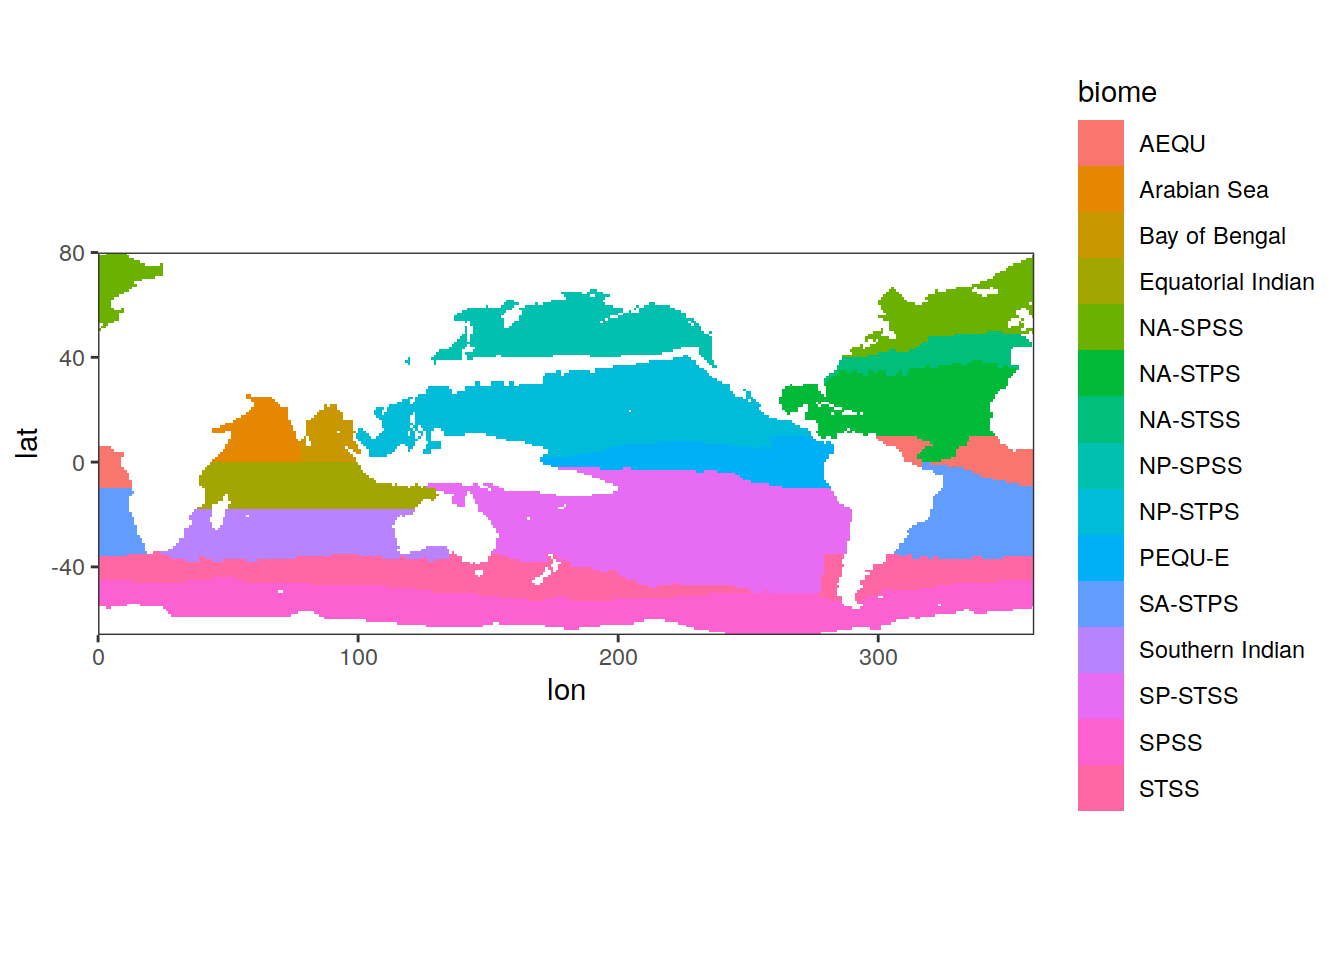 biome
AEQU
Arabian Sea
Bay of Bengal
Equatorial Indian
NA-SPSS
NA-STPS
NA-STSS
NP-SPSS
NP-STPS
PEQU-E
SA-STPS
Southern Indian
SP-STSS
SPSS
STSS
80
40
0
-40
lat
0 100 200 300
lon